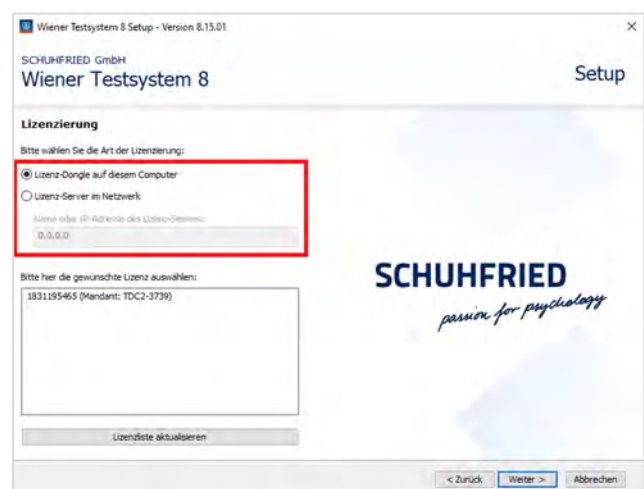 Wiener Testsystem 8 Setup - Version 8.15.01
SCHUHFRIED GmbH
Wiener Testsystem 8
Setup
Lizenzierung
Bitte wählen Sie die Art der Lizenzierung:
Lizenz-Dongle auf diesem Computer
Lizenz-Server im Netzwerk
Name oder IP-Adresse des Lizenz-Servers:
0.0.0.0
Bitte hier die gewünschte Lizenz auswählen:
1831195465 (Mandant: TDC2-3739)
SCHUHFRIED
passion for psychology
Lizenzliste aktualisieren
< Zurück
Weiter >
Abbrechen